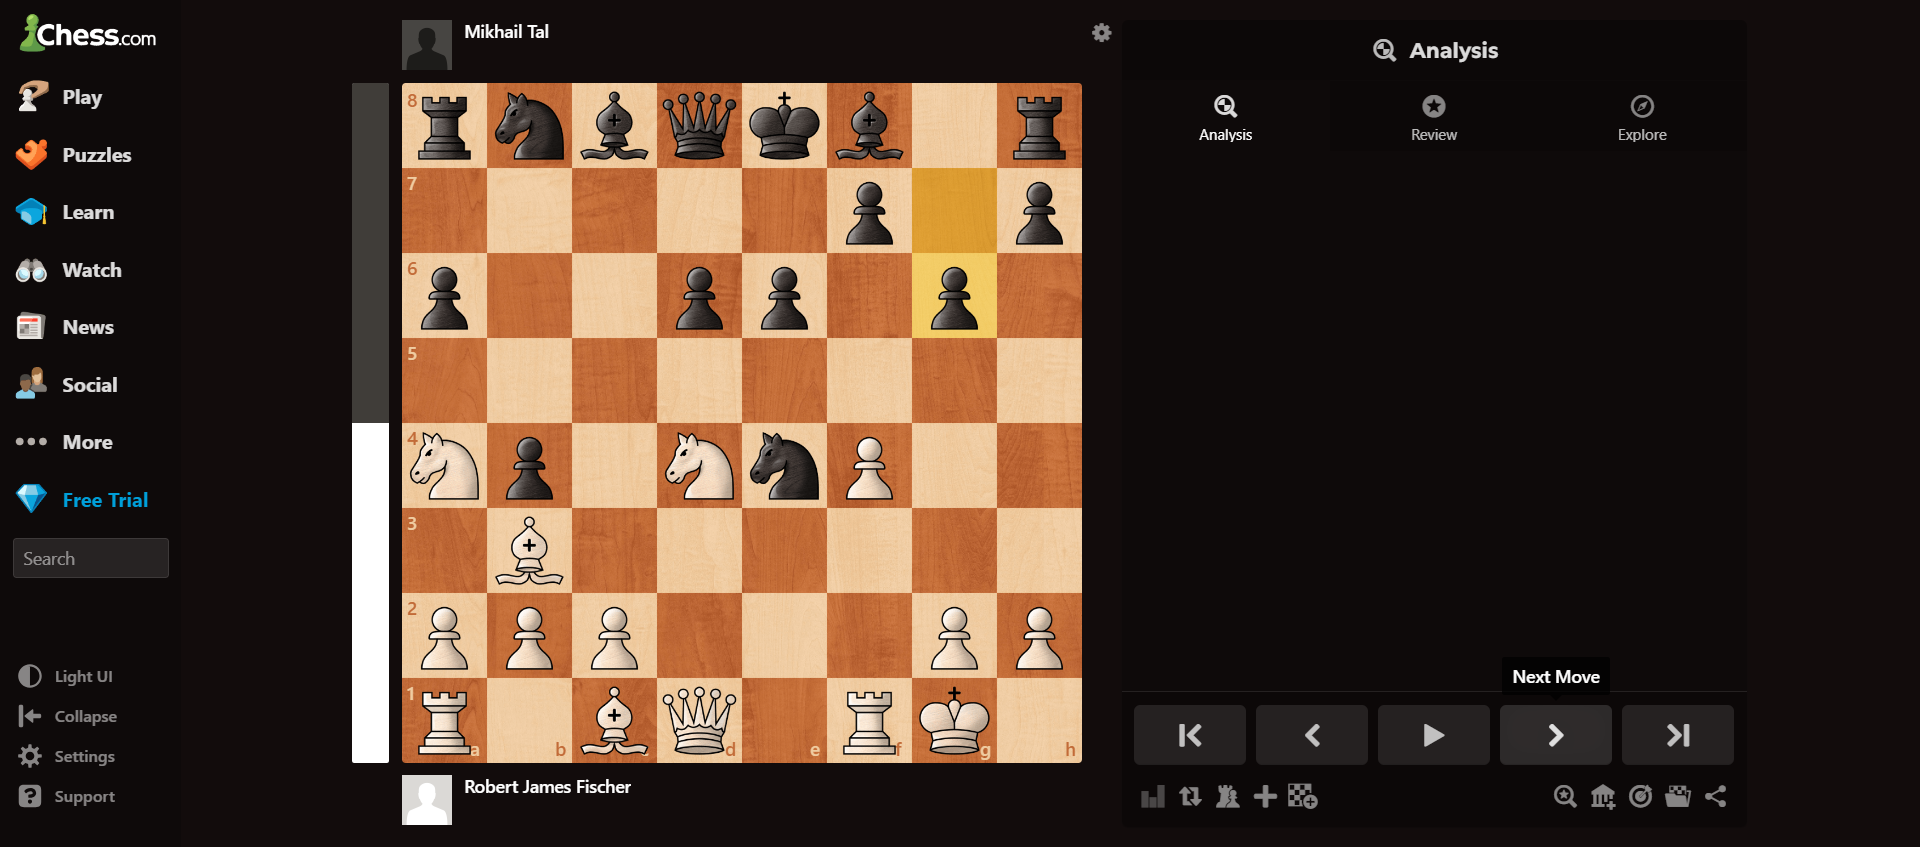 Chess.com
Play
Puzzles
Learn
Watch
News
Social
More
Free Trial
Search
Light UI
Collapse
Settings
Support
Mikhail Tal
8
7
6
5
4
3
2
1
a b d e f g h
Robert James Fischer
Analysis
Analysis Review Explore
Next Move